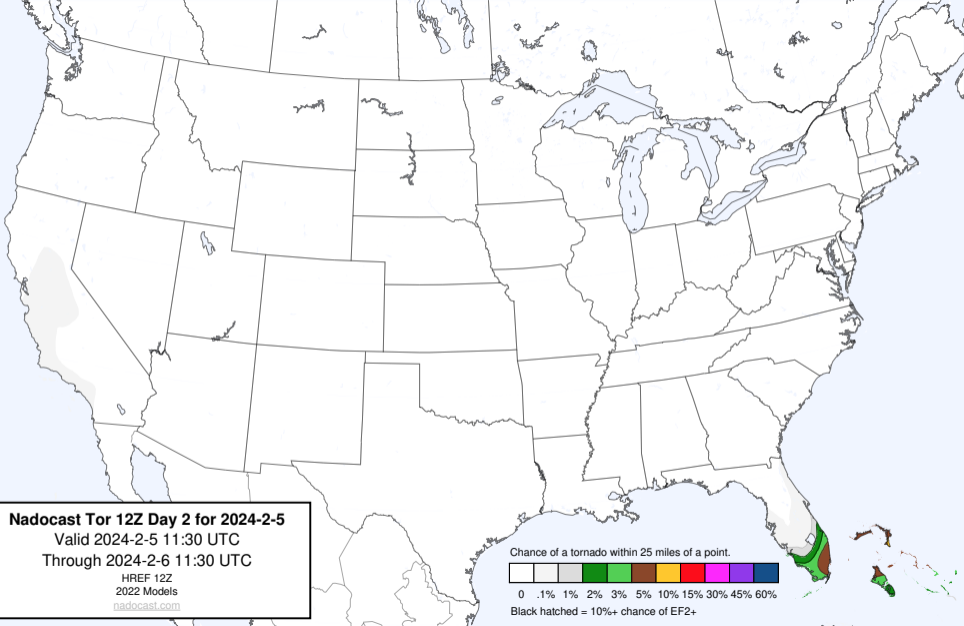 Nadocast Tor 12Z Day 2 for 2024-2-5
Valid 2024-2-5 11:30 UTC
Through 2024-2-6 11:30 UTC
HREF 12Z
2022 Models
nadocast.com
Chance of a tornado within 25 miles of a point.
0 .1% 1% 2% 3% 5% 10% 15% 30% 45% 60%
Black hatched = 10%+ chance of EF2+